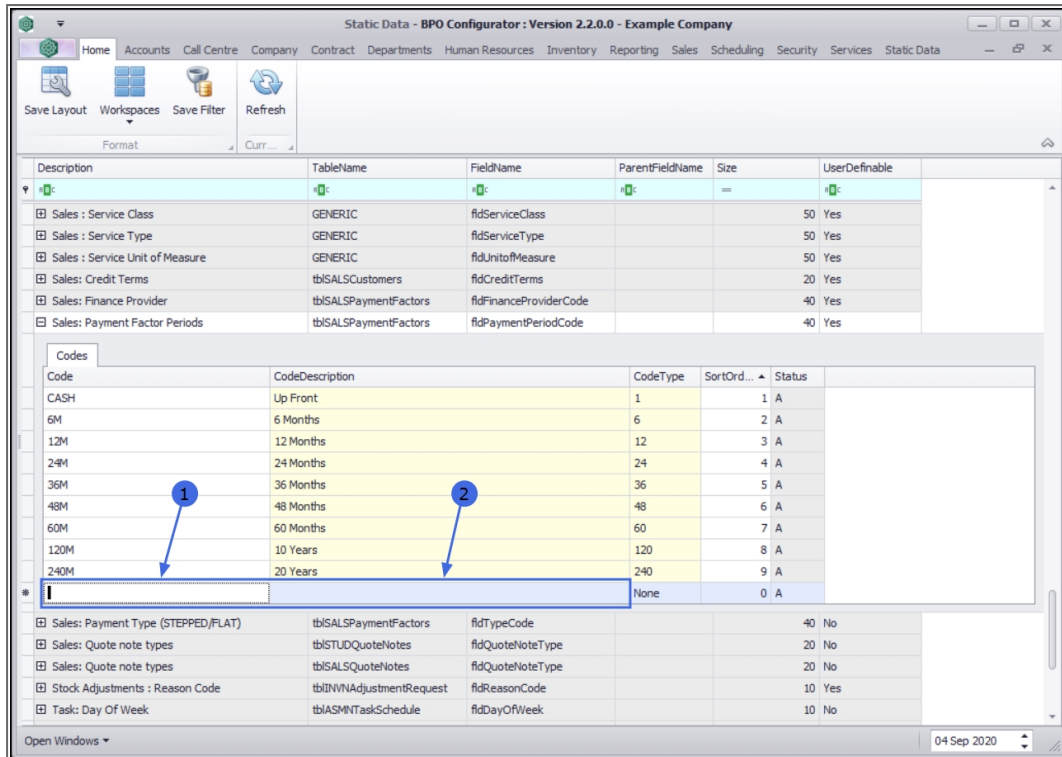 Static Data - BPO Configurator : Version 2.2.0.0 - Example Company
Home Accounts Call Centre Company Contract Departments Human Resources Inventory Reporting Sales Scheduling Security Services Static Data
Save Layout Workspaces Save Filter Refresh
Format Curr...
Description TableName FieldName ParentFieldName Size UserDefinable
Sales : Service Class GENERIC fldServiceClass 50 Yes
Sales : Service Type GENERIC fldServiceType 50 Yes
Sales : Service Unit of Measure GENERIC fldUnitofMeasure 50 Yes
Sales: Credit Terms tblSALSCustomers fldCreditTerms 20 Yes
Sales: Finance Provider tblSALSPaymentFactors fldFinanceProviderCode 40 Yes
Sales: Payment Factor Periods tblSALSPaymentFactors fldPaymentPeriodCode 40 Yes
Codes
Code CodeDescription CodeType SortOrd... Status
CASH Up Front 1 1 A
6M 6 Months 6 2 A
12M 12 Months 12 3 A
24M 24 Months 24 4 A
36M 36 Months 36 5 A
1 2
48M 48 Months 48 6 A
60M 60 Months 60 7 A
120M 10 Years 120 8 A
240M 20 Years 240 9 A
None 0 A
Sales: Payment Type (STEPPED/FLAT) tblSALSPaymentFactors fldTypeCode 40 No
Sales: Quote note types tblSTUDQuoteNotes fldQuoteNoteType 20 No
Sales: Quote note types tblSALSQuoteNotes fldQuoteNoteType 20 No
Stock Adjustments : Reason Code tblINVNAdjustmentRequest fldReasonCode 10 Yes
Task: Day Of Week tblASMNTaskSchedule fldDayOfWeek 10 No
Open Windows 04 Sep 2020